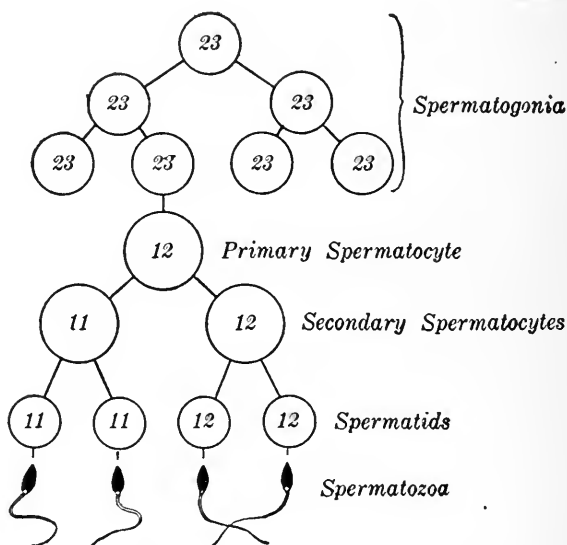 23
23 23 Spermatogonia
23 23 23 23
12 Primary Spermatocyte
11 12 Secondary Spermatocytes
11 11 12 12 Spermatids
Spermatozoa